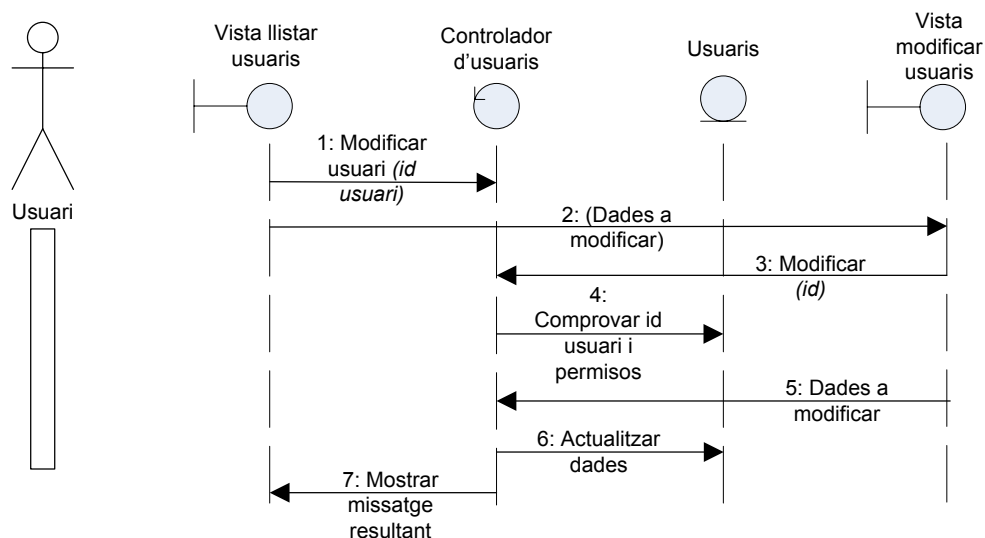 Vista llistar
usuaris
Controlador
d’usuaris
Usuaris
Vista
modificar
usuaris
Usuari
1: Modificar
usuari (id
usuari)
2: (Dades a
modificar)
3: Modificar
(id)
4:
Comprovar id
usuari i
permisos
5: Dades a
modificar
6: Actualitzar
dades
7: Mostrar
missatge
resultant